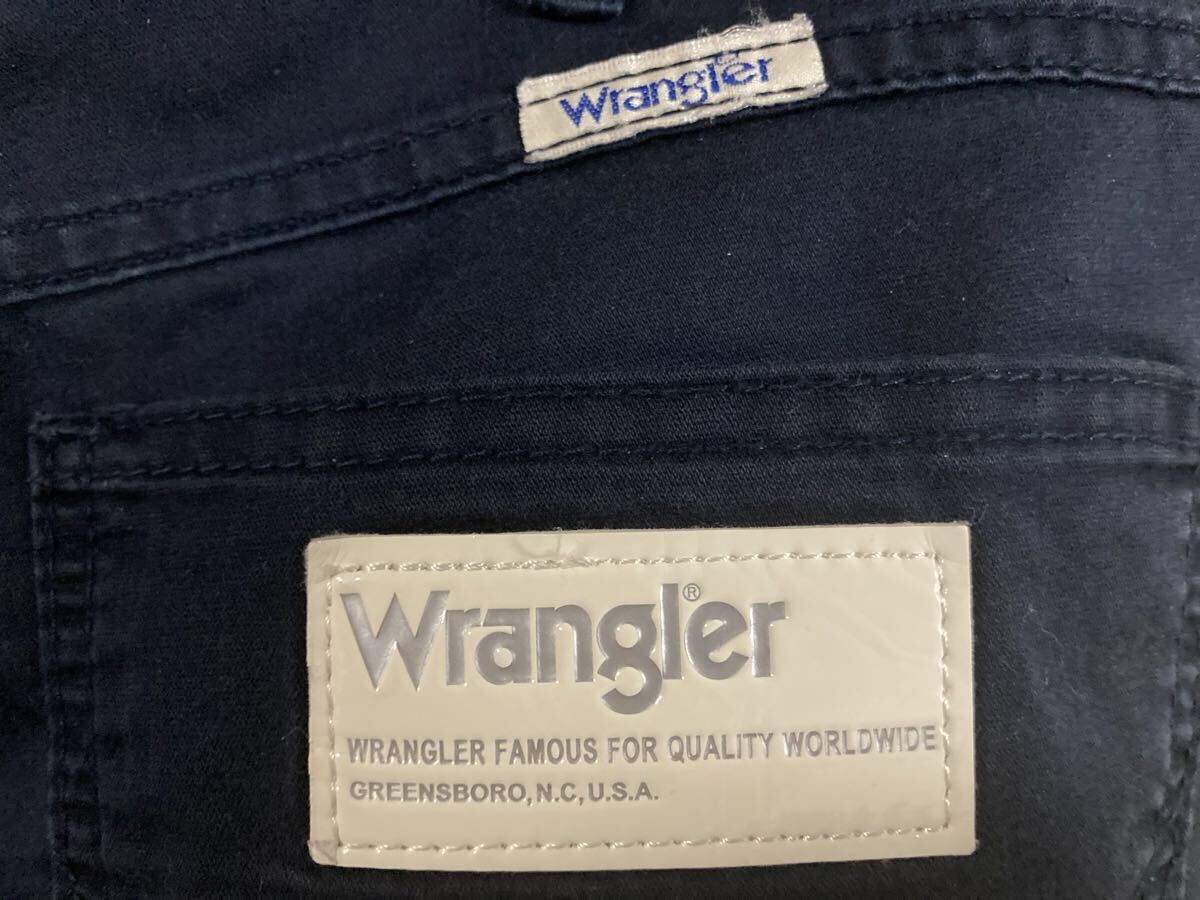 Wrangler
Wrangler®
WRANGLER FAMOUS FOR QUALITY WORLDWIDE
GREENSBORO, N.C, U.S.A.